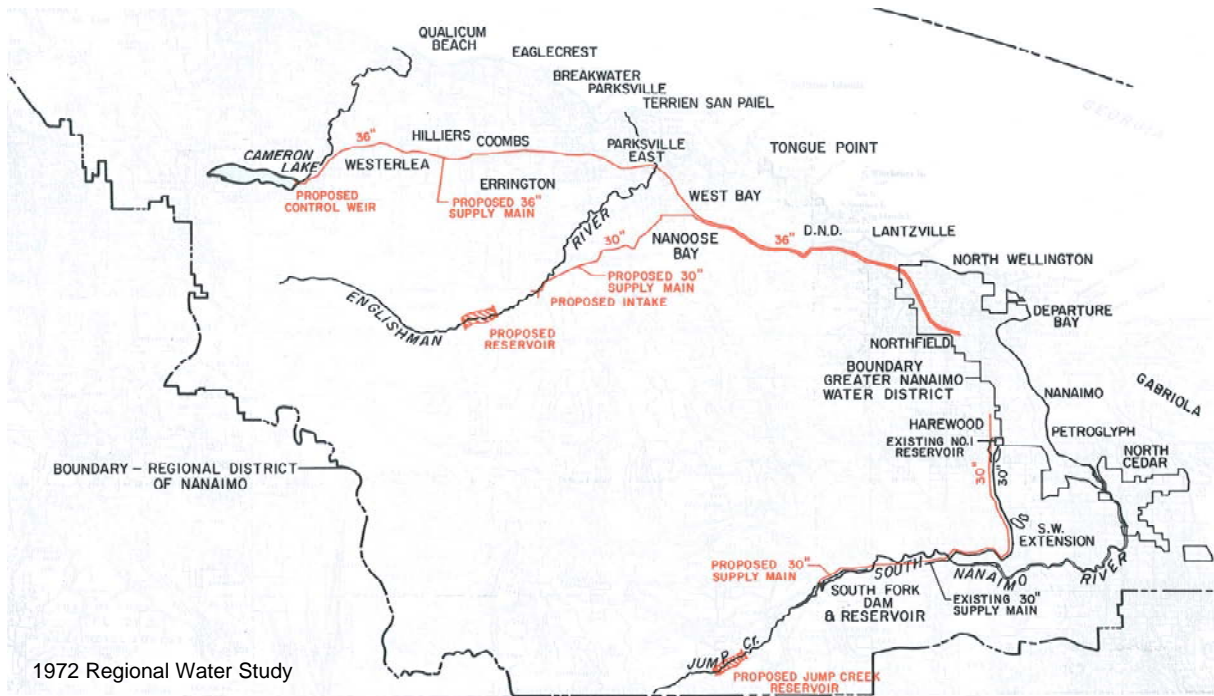 QUALICUM
BEACH
EAGLECREST
BREAKWATER
PARKSVILLE
TERRIEN SAN PAIEL
GEORGIA
36"
HILLIERS
COOMBS
PARKSVILLE
EAST
TONGUE POINT
CAMERON
LAKE
WESTERLEA
ERRINGTON
PROPOSED
CONTROL WEIR
PROPOSED 36"
SUPPLY MAIN
WEST BAY
RIVER
30"
NANOOSE
BAY
36"
D.N.D.
LANTZVILLE
NORTH WELLINGTON
PROPOSED 30"
SUPPLY MAIN
PROPOSED INTAKE
ENGLISHMAN
PROPOSED
RESERVOIR
DEPARTURE
BAY
NORTHFIELD
BOUNDARY
GREATER NANAIMO
WATER DISTRICT
NANAIMO
GABRIOLA
HAREWOOD
EXISTING NO.1
RESERVOIR
PETROGLYPH
NORTH
CEDAR
BOUNDARY – REGIONAL DISTRICT
OF NANAIMO
30"
30"
S.W.
EXTENSION
PROPOSED 30"
SUPPLY MAIN
SOUTH
NANAIMO
RIVER
SOUTH FORK
DAM
& RESERVOIR
EXISTING 30"
SUPPLY MAIN
JUMP Cr.
PROPOSED JUMP CREEK
RESERVOIR
1972 Regional Water Study